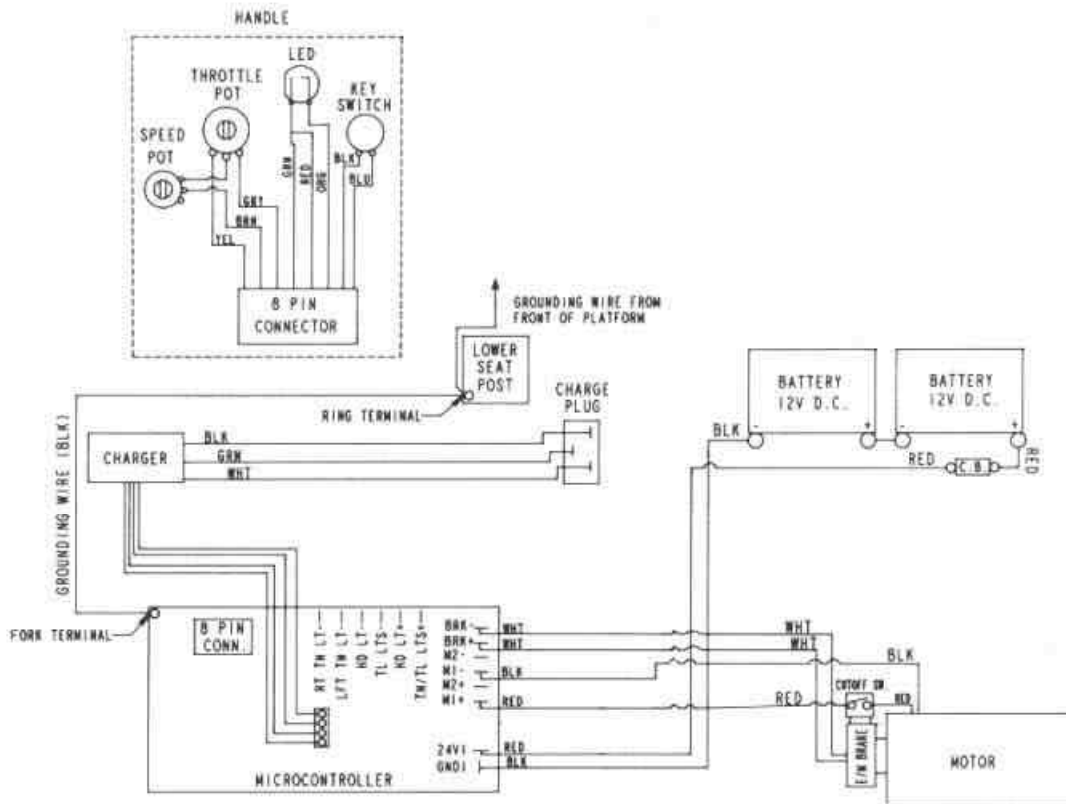 HANDLE
LED
THROTTLE
POT
KEY
SWITCH
SPEED
POT
BLK
BLU
GRN
RED
ORG
GRY
BRN
YEL
8 PIN
CONNECTOR
GROUNDING WIRE FROM
FRONT OF PLATFORM
LOWER
SEAT
POST
RING TERMINAL
CHARGE
PLUG
BATTERY
12V D.C.
BATTERY
12V D.C.
- +
- +
BLK
RED
C.B.
RED
CHARGER
BLK
GRN
WHT
GROUNDING WIRE (BLK)
FORK TERMINAL
8 PIN
CONN.
RT TN LT-
LFT TN LT-
HD LT-
TL LTS-
HD LT+
TN/TL LTS+
BRK-
BRK+
M2-
M1-
M2+
M1+
24V1
GND1
WHT
WHT
BLK
RED
RED
BLK
WHT
WHT
BLK
RED
CUTOFF SW.
RED
E/M BRAKE
MOTOR
MICROCONTROLLER